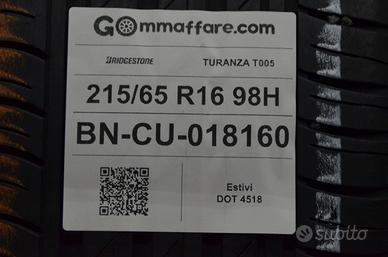 GOmmaffare.com
BRIDGESTONE TURANZA T005
215/65 R16 98H
BN-CU-018160
Estivi
DOT 4518
subito